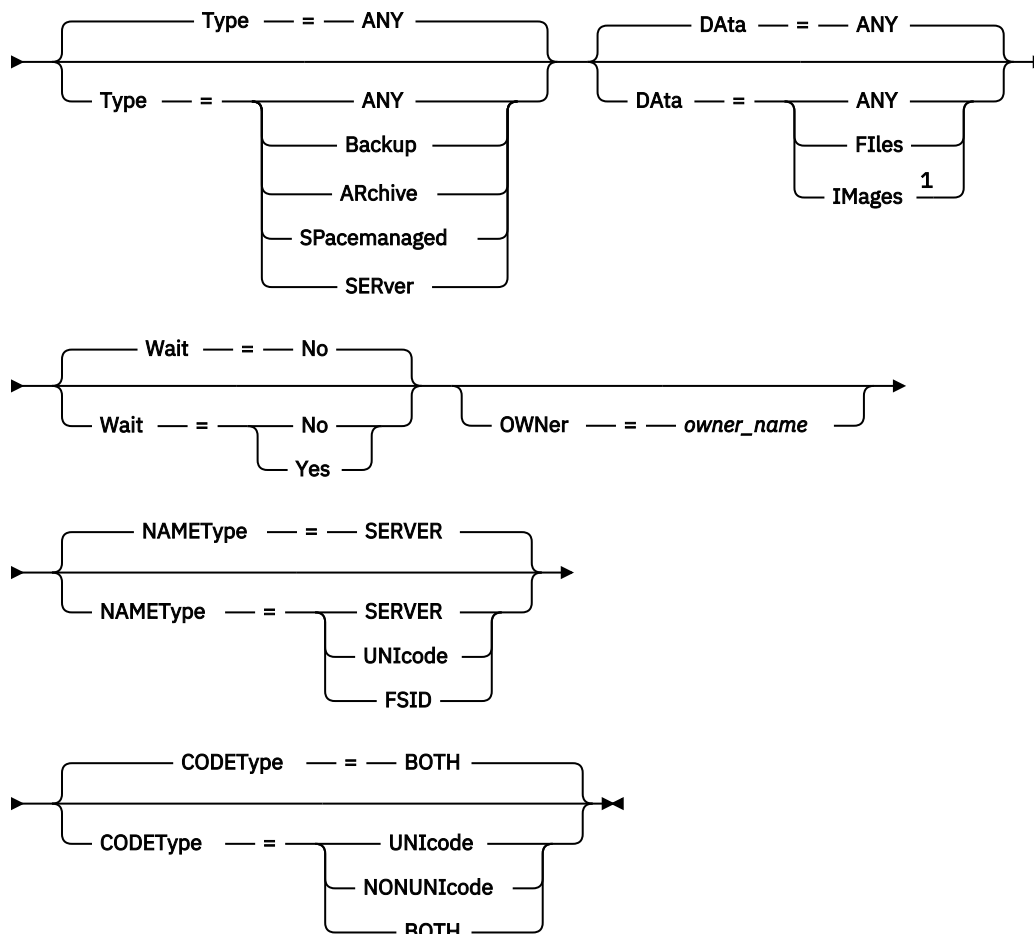 Type = ANY DAta = ANY
Type = ANY DAta = ANY
Backup FIles
ARchive IMages 1
SPacemanaged
SERver
Wait = No
Wait = No OWNer = owner_name
Yes
NAMEType = SERVER
NAMEType = SERVER
UNIcode
FSID
CODEType = BOTH
CODEType = UNIcode
NONUNIcode
BOTH